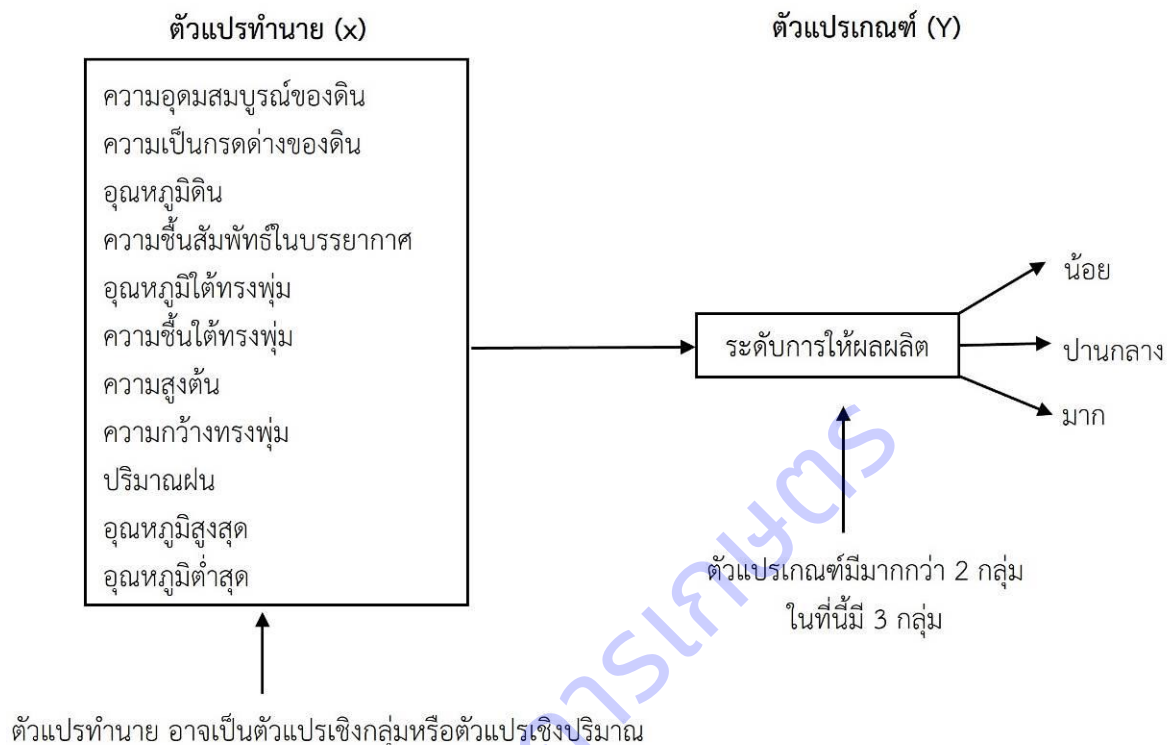 ตัวแปรทำนาย (x)
ตัวแปรเกณฑ์ (Y)
ความอุดมสมบูรณ์ของดิน
ความเป็นกรดด่างของดิน
อุณหภูมิดิน
ความชื้นสัมพัทธ์ในบรรยากาศ
อุณหภูมิใต้ทรงพุ่ม
ความชื้นใต้ทรงพุ่ม
ความสูงต้น
ความกว้างทรงพุ่ม
ปริมาณฝน
อุณหภูมิสูงสุด
อุณหภูมิต่ำสุด
ระดับการให้ผลผลิต
น้อย
ปานกลาง
มาก
ตัวแปรเกณฑ์มีมากกว่า 2 กลุ่ม
ในที่นี้มี 3 กลุ่ม
ตัวแปรทำนาย อาจเป็นตัวแปรเชิงกลุ่มหรือตัวแปรเชิงปริมาณ
การเกษตร